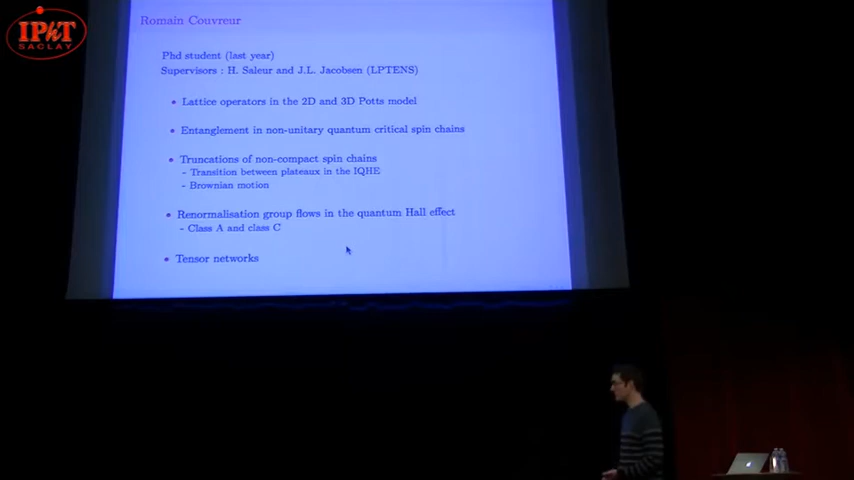 IPhT
SACLAY
Romain Couvreur
Phd student (last year)
Supervisors : H. Saleur and J.L. Jacobsen (LPTENS)
• Lattice operators in the 2D and 3D Potts model
• Entanglement in non-unitary quantum critical spin chains
• Truncations of non-compact spin chains
- Transition between plateaux in the IQHE
- Brownian motion
• Renormalisation group flows in the quantum Hall effect
- Class A and class C
• Tensor networks